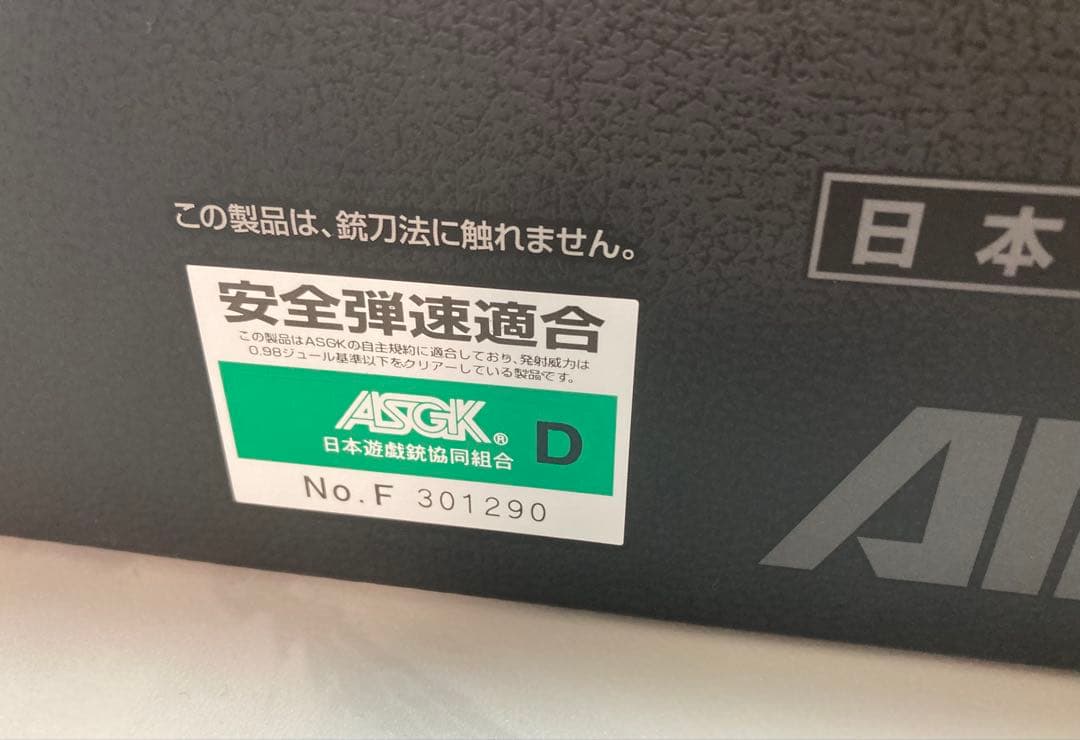 この製品は、銃刀法に触れません。
安全弾速適合
この製品はASGKの自主規約に適合しており、発射威力は
0.98ジュール基準以下をクリアーしている製品です。
ASGK® D
日本遊戯銃協同組合
No.F 301290
日本
AI